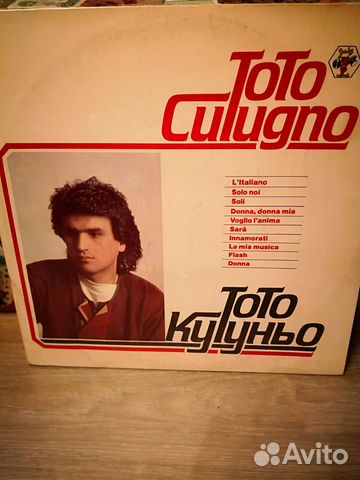 Toto
Cutugno
L'Italiano
Solo noi
Soli
Donna, donna mia
Voglio l'anima
Sarà
Innamorati
La mia musica
Flash
Donna
Тото
Кутуньо
Avito